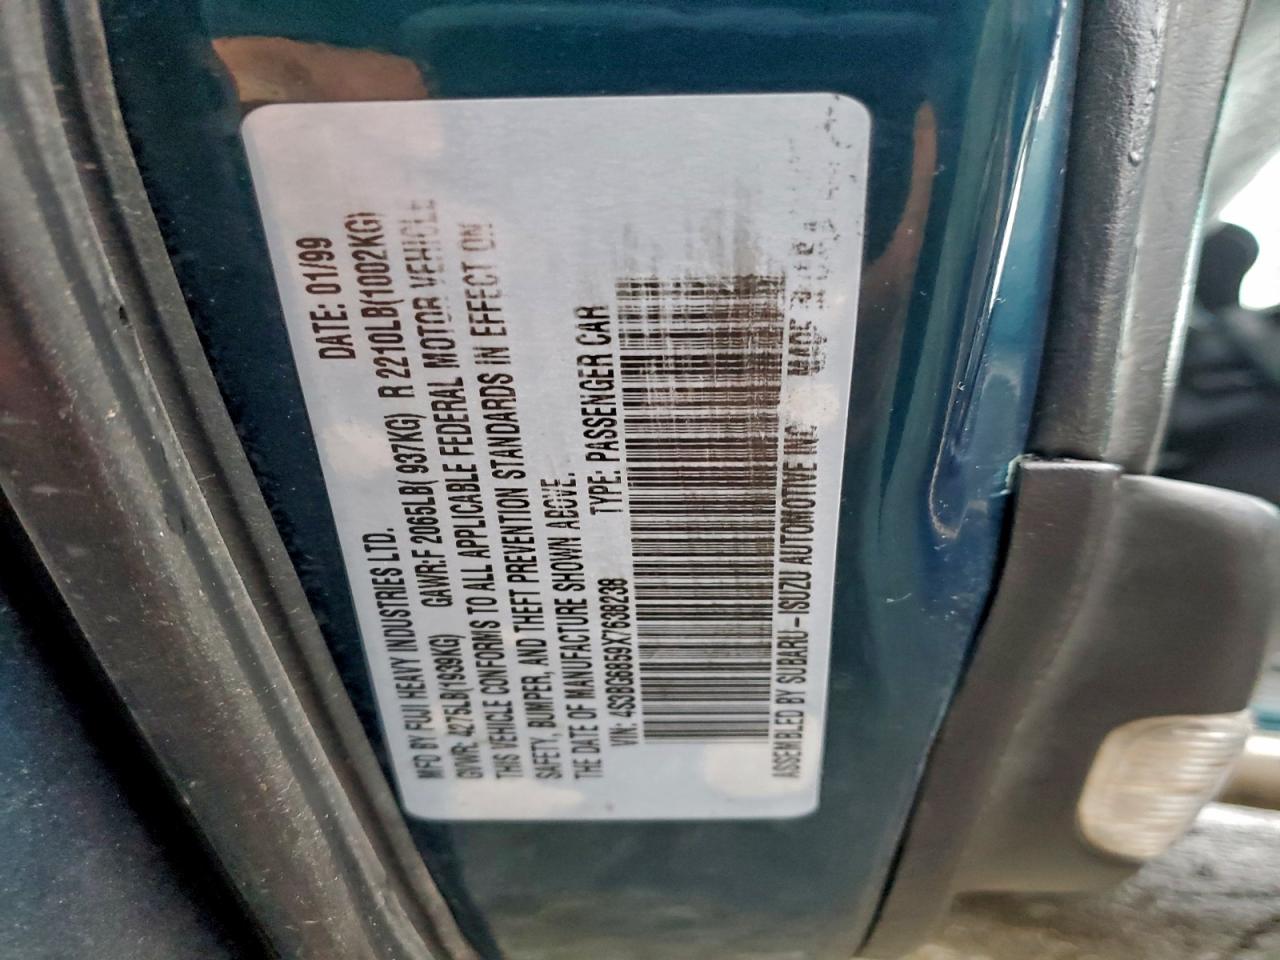 MFD BY FUJI HEAVY INDUSTRIES LTD. DATE: 01/99
GVWR: 4275LB(1939KG) GAWR:F 2065LB( 937KG) R 2210LB(1002KG)
THIS VEHICLE CONFORMS TO ALL APPLICABLE FEDERAL MOTOR VEHICLE
SAFETY, BUMPER, AND THEFT PREVENTION STANDARDS IN EFFECT ON
THE DATE OF MANUFACTURE SHOWN ABOVE.
VIN: 4S3BG6859X7638238 TYPE: PASSENGER CAR
ASSEMBLED BY SUBARU-ISUZU AUTOMOTIVE INC MADE